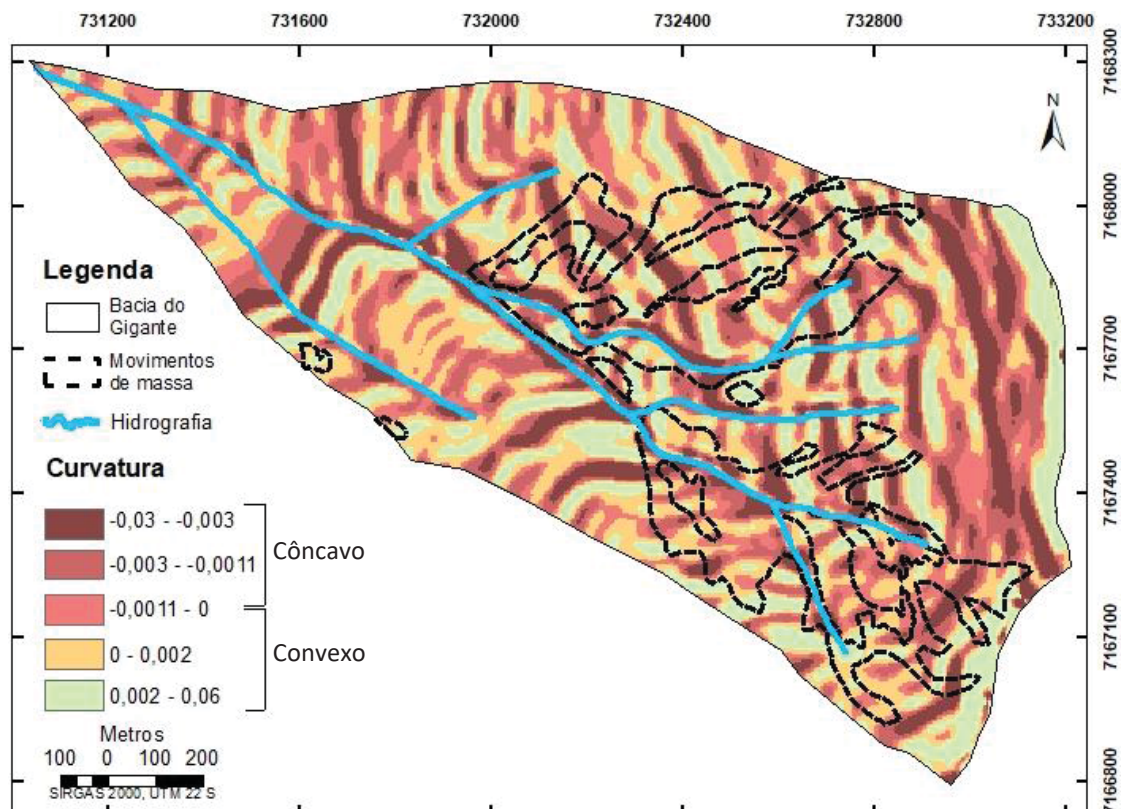 731200 731600 732000 732400 732800 733200
7168300
N
7168000
7167700
7167400
7167100
7166800
Legenda
Bacia do
Gigante
Movimentos
de massa
Hidrografia
Curvatura
-0,03 - -0,003
-0,003 - -0,0011
-0,0011 - 0
0 - 0,002
0,002 - 0,06
Côncavo
Convexo
Metros
100 0 100 200
SIRGAS 2000, UTM 22 S